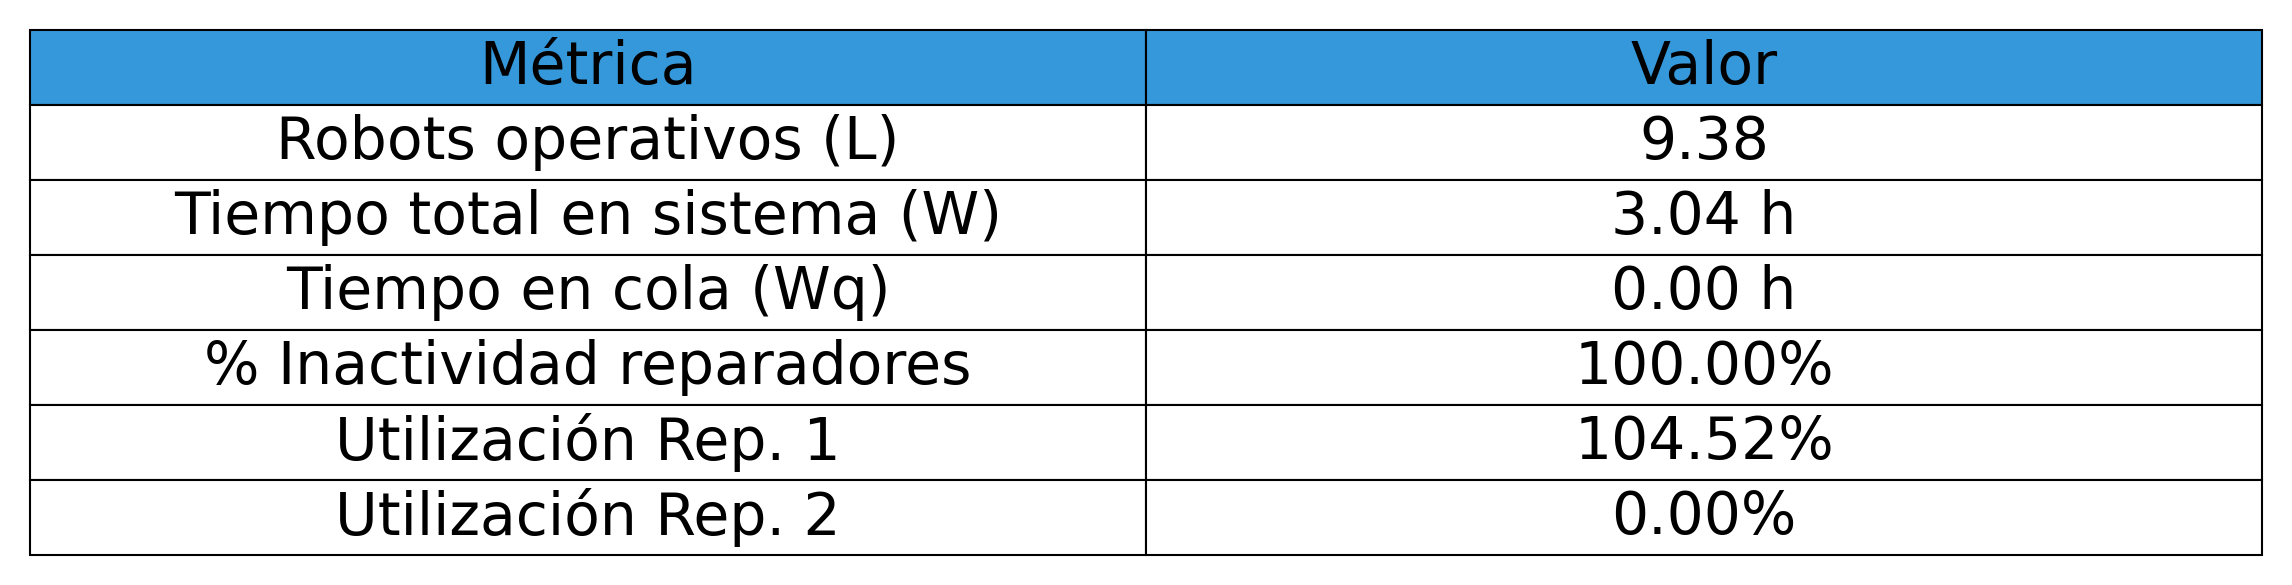 Métrica Valor
Robots operativos (L) 9.38
Tiempo total en sistema (W) 3.04 h
Tiempo en cola (Wq) 0.00 h
% Inactividad reparadores 100.00%
Utilización Rep. 1 104.52%
Utilización Rep. 2 0.00%